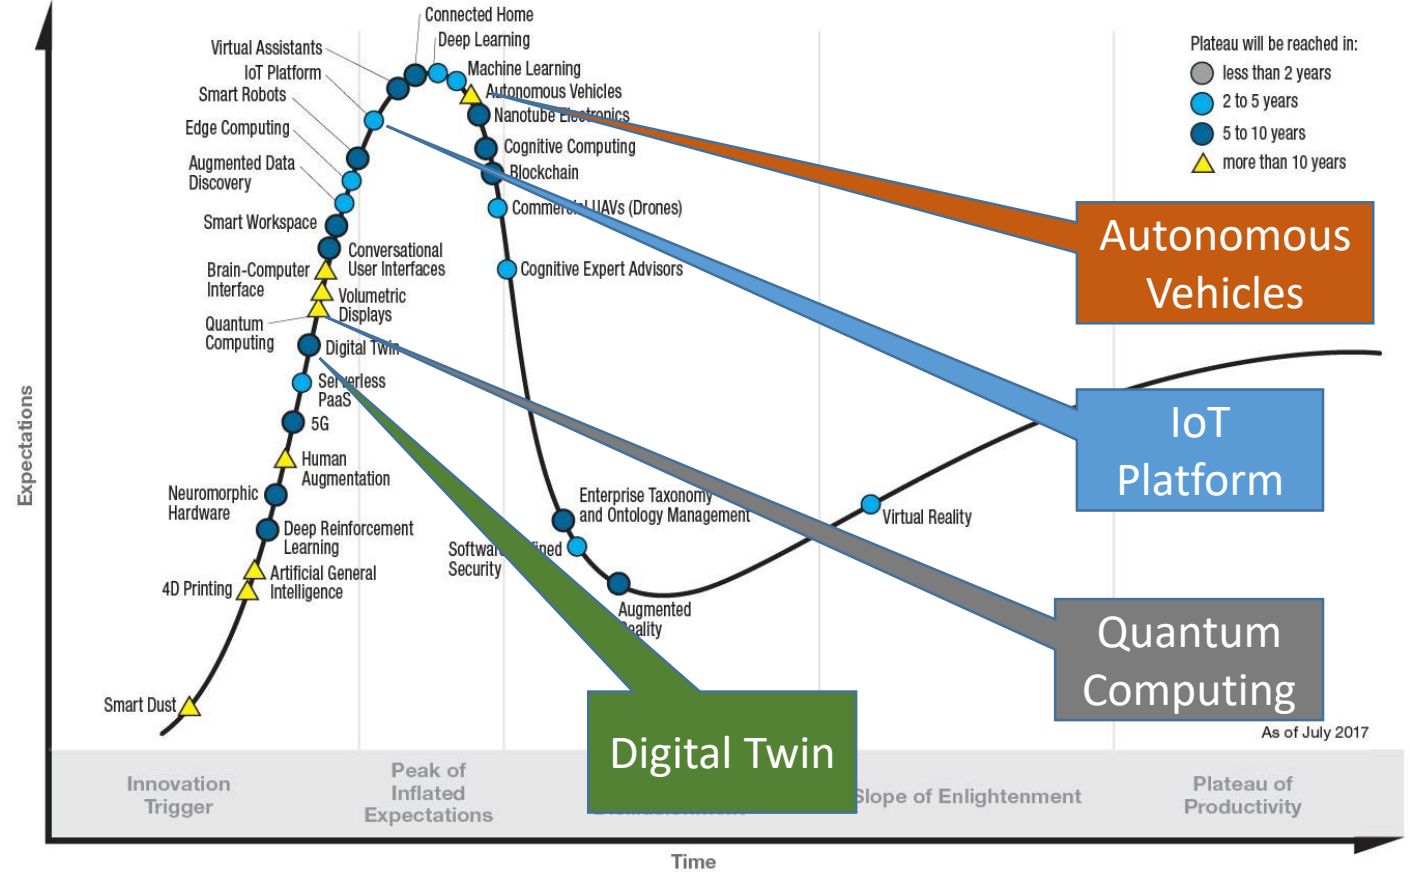 Connected Home
Deep Learning
Virtual Assistants
IoT Platform
Machine Learning
Smart Robots
Autonomous Vehicles
Nanotube Electronics
Edge Computing
Cognitive Computing
Augmented Data
Discovery
Blockchain
Smart Workspace
Commercial UAVs (Drones)
Conversational
User Interfaces
Brain-Computer
Interface
Cognitive Expert Advisors
Volumetric
Displays
Quantum
Computing
Digital Twin
Serverless
PaaS
5G
Human
Augmentation
Neuromorphic
Hardware
Enterprise Taxonomy
and Ontology Management
Virtual Reality
Deep Reinforcement
Learning
Software
Security
Artificial General
Intelligence
4D Printing
Augmented
Smart Dust
Plateau will be reached in:
less than 2 years
2 to 5 years
5 to 10 years
more than 10 years
Autonomous
Vehicles
IoT
Platform
Quantum
Computing
Digital Twin
As of July 2017
Expectations
Innovation
Trigger
Peak of
Inflated
Expectations
Slope of Enlightenment
Plateau of
Productivity
Time